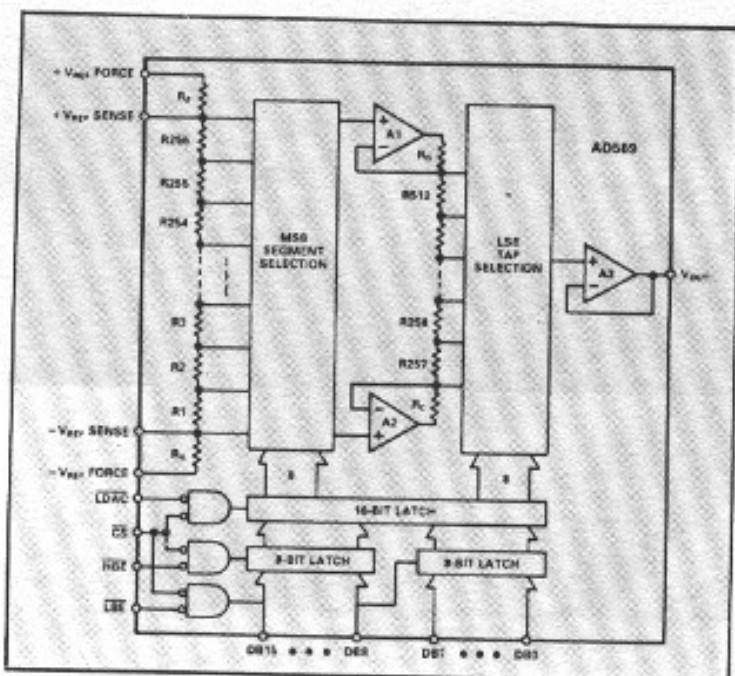 + VREF FORCE
+ VREF SENSE
R256
R255
R254
R3
R2
R1
− VREF SENSE
− VREF FORCE
MSB
SEGMENT
SELECTION
+
A1
−
R512
R258
R257
−
A2
+
LSB
TAP
SELECTION
AD569
+
A3
−
VOUT
8
8
LDAC
CS
HBE
LBE
16-BIT LATCH
8-BIT LATCH
8-BIT LATCH
DB15 ● ● ● DB8
DB7 ● ● ● DB0